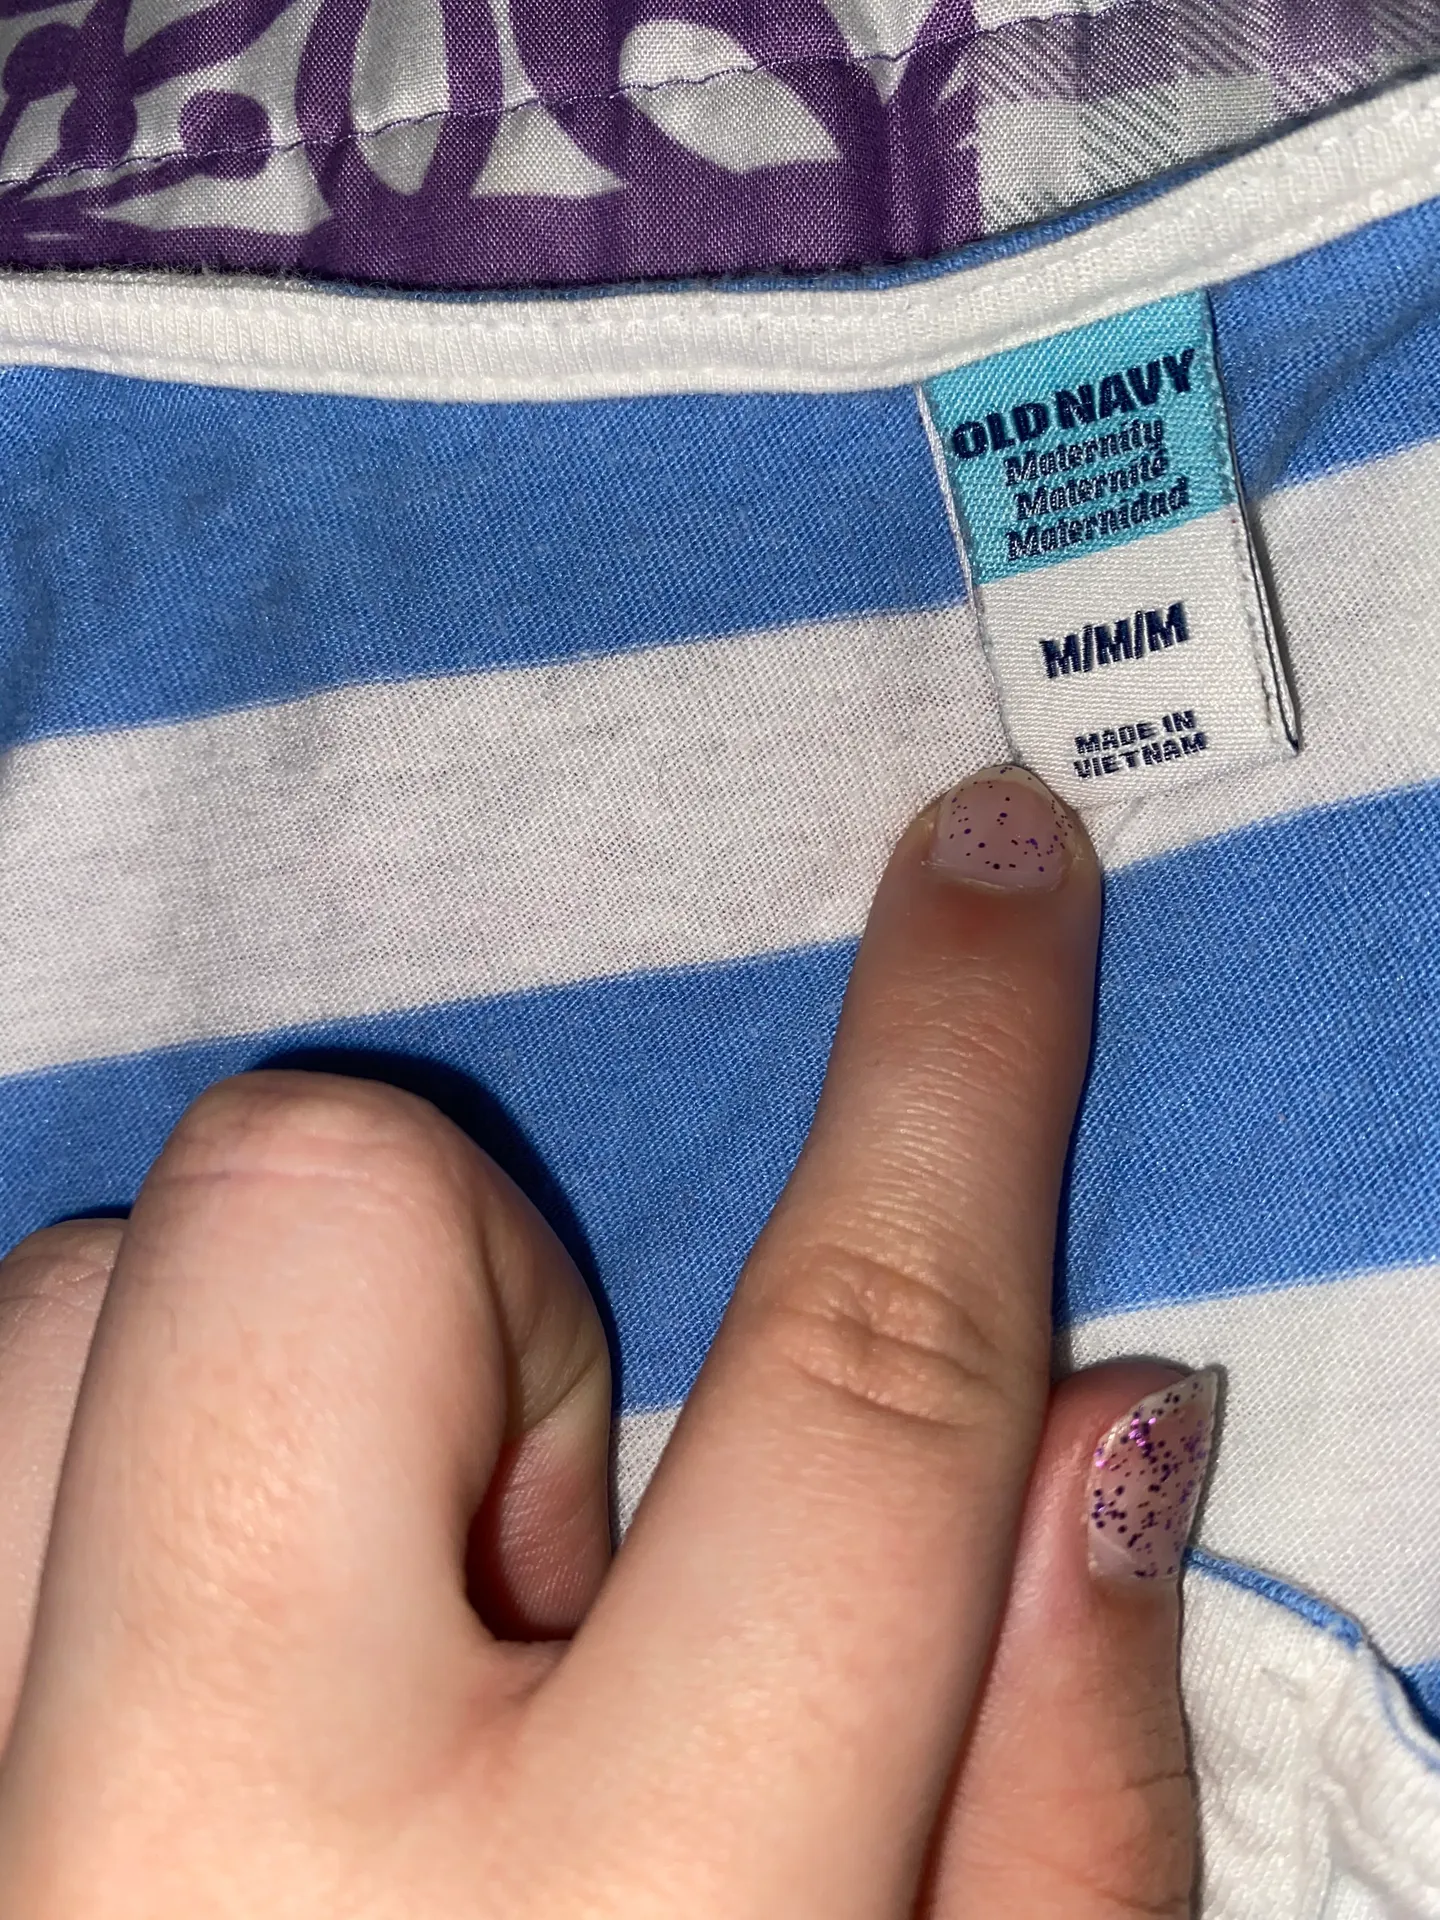 OLD NAVY
Maternity
Maternité
Maternidad
M/M/M
MADE IN
VIETNAM